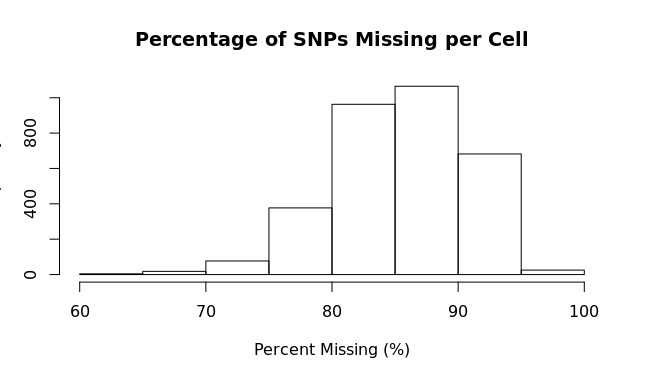 Percentage of SNPs Missing per Cell
800
400
0
60 70 80 90 100
Percent Missing (%)